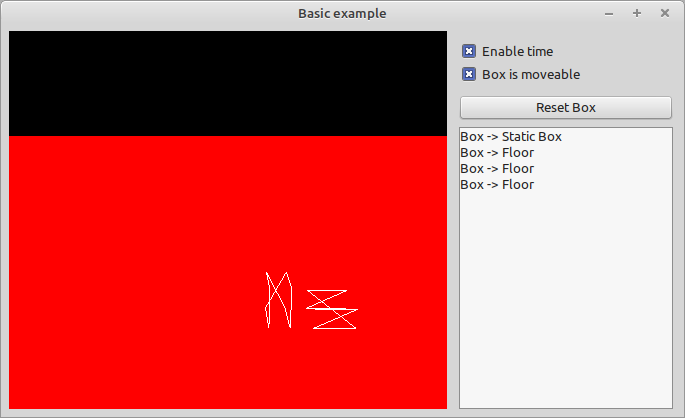 Basic example
Enable time
Box is moveable
Reset Box
Box -> Static Box
Box -> Floor
Box -> Floor
Box -> Floor